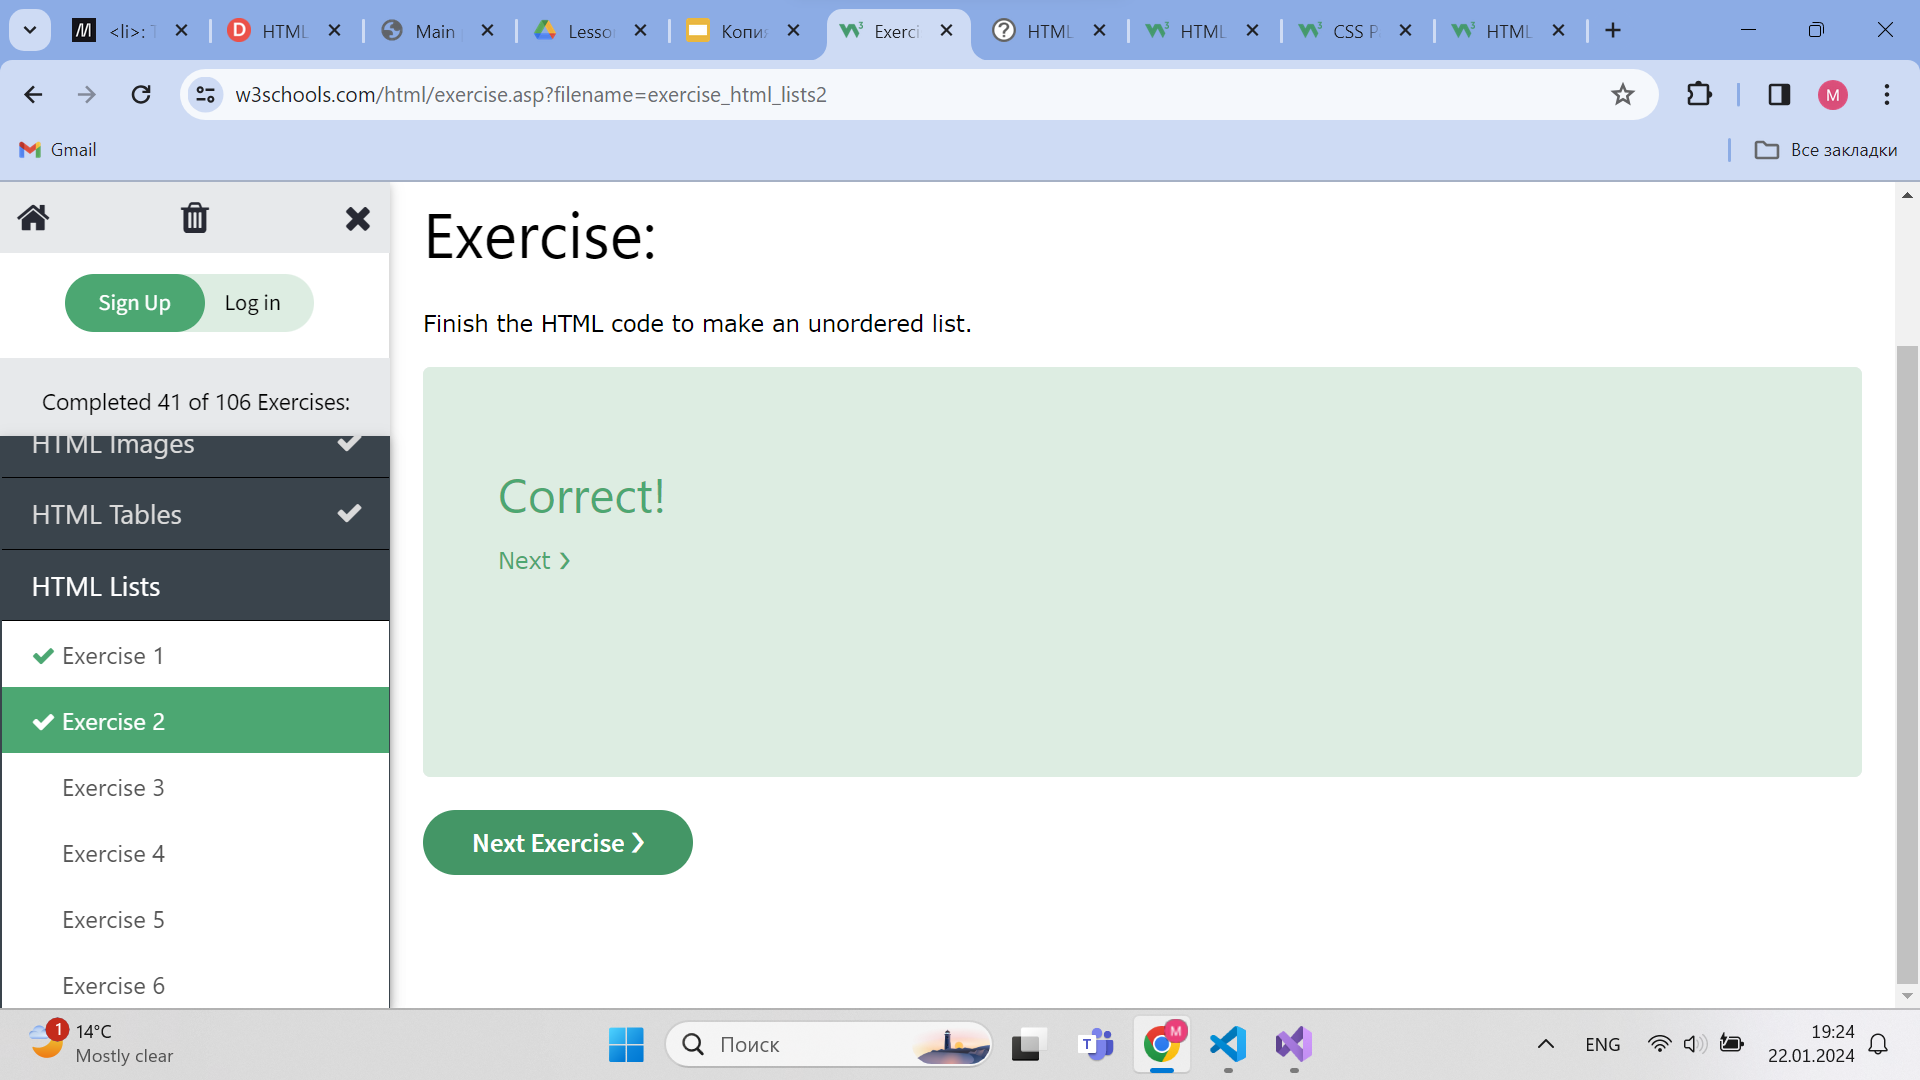 <li>: T
HTML
Main
Lesson
Копи
Exerci
HTML
HTML
CSS P
HTML
w3schools.com/html/exercise.asp?filename=exercise_html_lists2
M
Gmail
Все закладки
Sign Up
Log in
Completed 41 of 106 Exercises:
HTML Images
HTML Tables
HTML Lists
Exercise 1
Exercise 2
Exercise 3
Exercise 4
Exercise 5
Exercise 6
Exercise:
Finish the HTML code to make an unordered list.
Correct!
Next ❯
Next Exercise ❯
1
14°C
Mostly clear
Поиск
M
ENG
19:24
22.01.2024